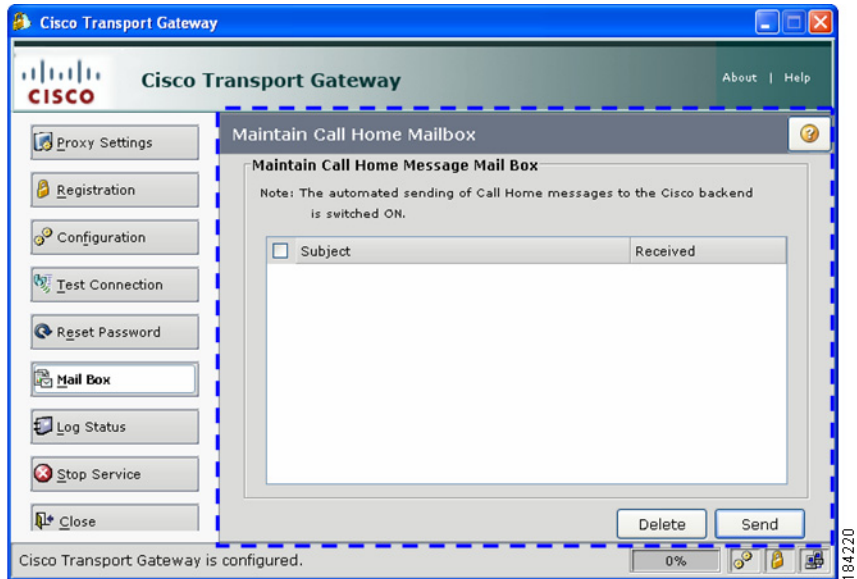 Cisco Transport Gateway
CISCO
Cisco Transport Gateway
About | Help
Proxy Settings
Registration
Configuration
Test Connection
Reset Password
Mail Box
Log Status
Stop Service
Close
Maintain Call Home Mailbox
Maintain Call Home Message Mail Box
Note: The automated sending of Call Home messages to the Cisco backend
is switched ON.
Subject Received
Delete Send
Cisco Transport Gateway is configured. 0%
184220